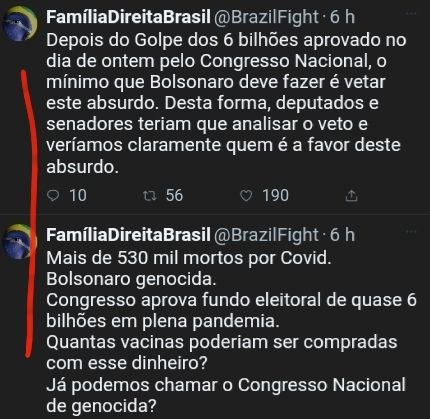 FamíliaDireitaBrasil @BrazilFight · 6 h
Depois do Golpe dos 6 bilhões aprovado no
dia de ontem pelo Congresso Nacional, o
mínimo que Bolsonaro deve fazer é vetar
este absurdo. Desta forma, deputados e
senadores teriam que analisar o veto e
veríamos claramente quem é a favor deste
absurdo.
10 56 190
FamíliaDireitaBrasil @BrazilFight · 6 h
Mais de 530 mil mortos por Covid.
Bolsonaro genocida.
Congresso aprova fundo eleitoral de quase 6
bilhões em plena pandemia.
Quantas vacinas poderiam ser compradas
com esse dinheiro?
Já podemos chamar o Congresso Nacional
de genocida?